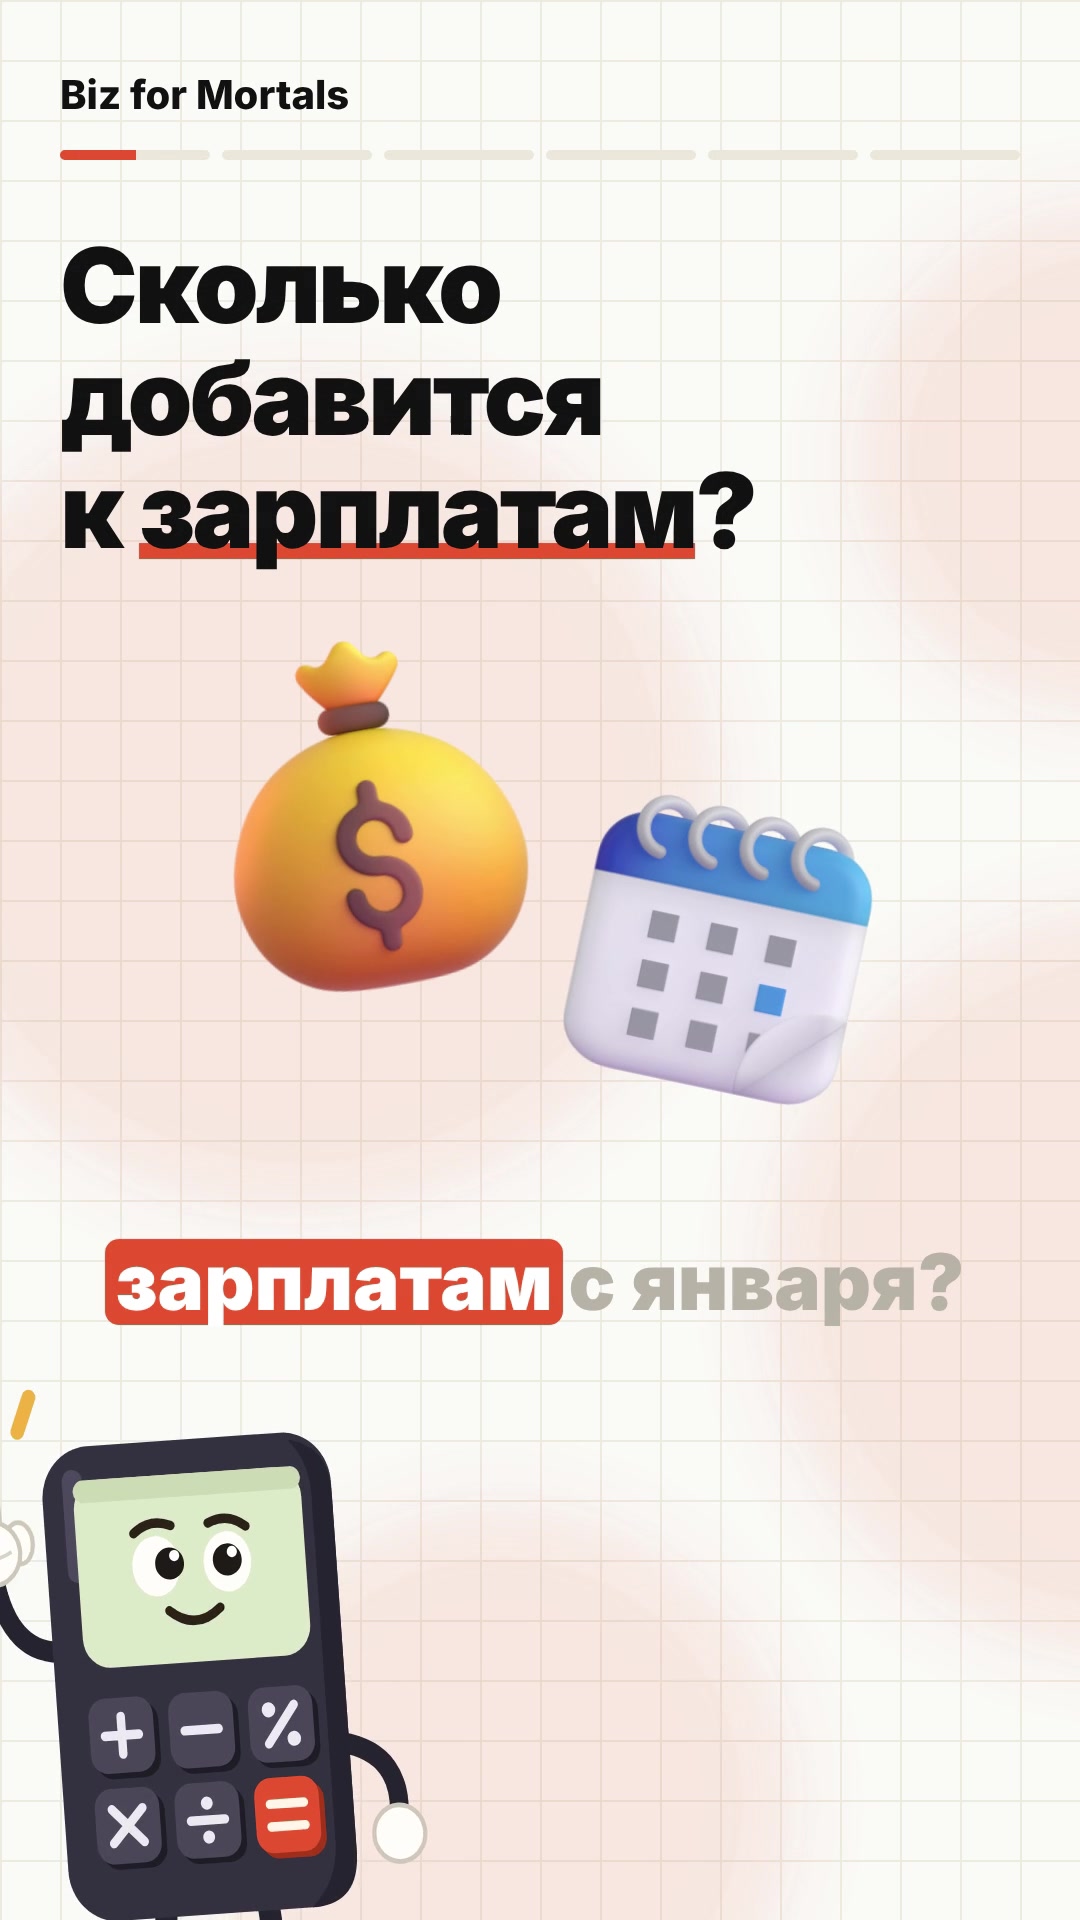 Biz for Mortals
Сколько
добавится
к зарплатам?
$
зарплатам с января?
+ − %
× ÷ =